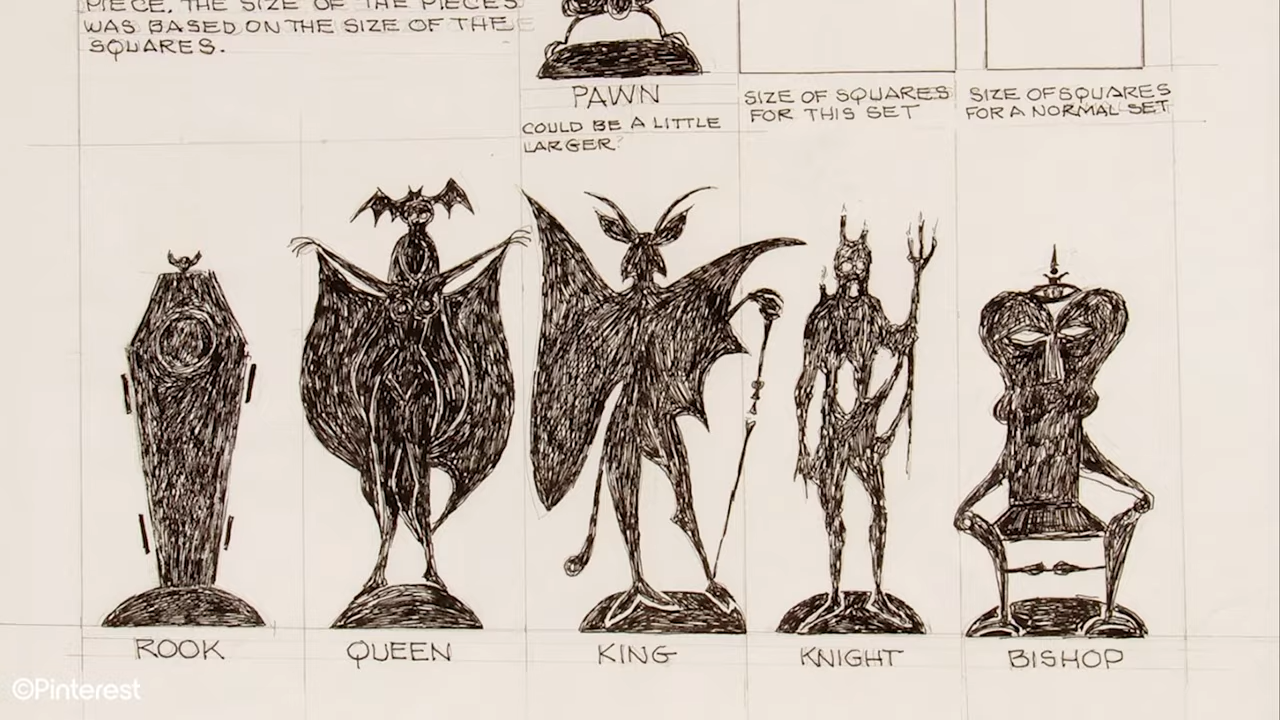 PIECE. THE SIZE OF THE PIECES
WAS BASED ON THE SIZE OF THE
SQUARES.
PAWN
COULD BE A LITTLE
LARGER?
SIZE OF SQUARES
FOR THIS SET
SIZE OF SQUARES
FOR A NORMAL SET
ROOK
QUEEN
KING
KNIGHT
BISHOP
©Pinterest